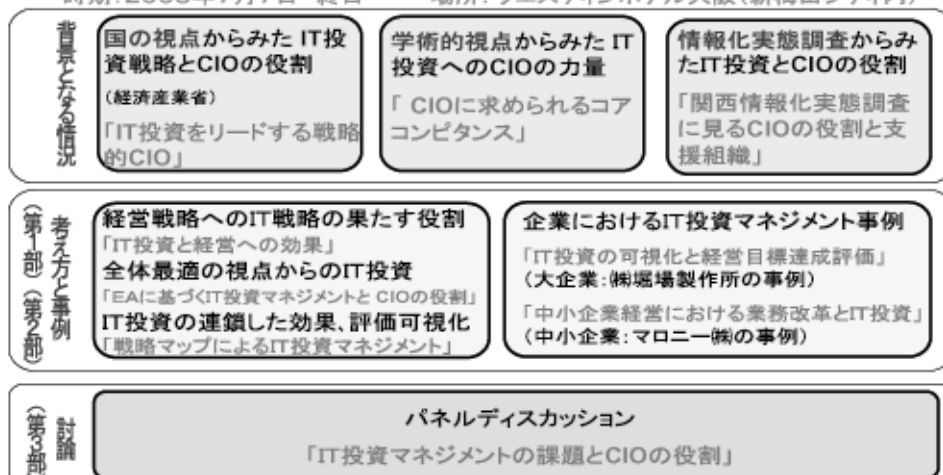 背景となる情況
国の視点からみた IT投
資戦略とCIOの役割
(経済産業省)
「IT投資をリードする戦略
的CIO」
学術的視点からみた IT
投資へのCIOの力量
「 CIOに求められるコア
コンピタンス」
情報化実態調査からみ
たIT投資とCIOの役割
「関西情報化実態調査
に見るCIOの役割と支
援組織」
考え方と事例
(第1部)(第2部)
経営戦略へのIT戦略の果たす役割
「IT投資と経営への効果」
全体最適の視点からのIT投資
「EAに基づくIT投資マネジメントと CIOの役割」
IT投資の連鎖した効果、評価可視化
「戦略マップによるIT投資マネジメント」
企業におけるIT投資マネジメント事例
「IT投資の可視化と経営目標達成評価」
(大企業:㈱堀場製作所の事例)
「中小企業経営における業務改革とIT投資」
(中小企業:マロニー㈱の事例)
討論
(第3部)
パネルディスカッション
「IT投資マネジメントの課題とCIOの役割」